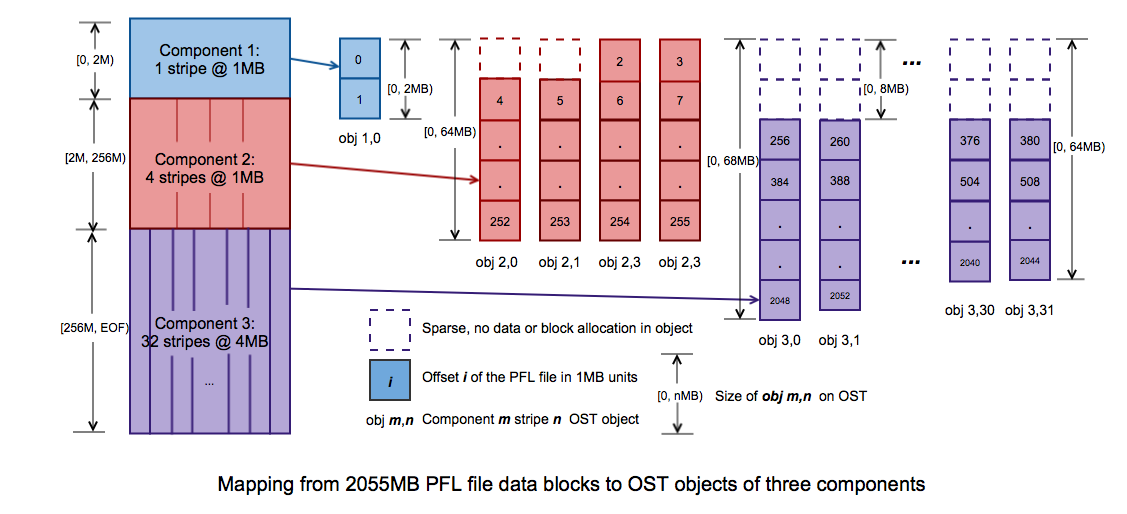 [0, 2M)
Component 1:
1 stripe @ 1MB
[2M, 256M)
Component 2:
4 stripes @ 1MB
[256M, EOF)
Component 3:
32 stripes @ 4MB
...
0
1
[0, 2MB)
obj 1,0
[0, 64MB)
2
3
4
5
6
7
.
.
.
.
.
.
.
.
252
253
254
255
obj 2,0
obj 2,1
obj 2,3
obj 2,3
[0, 68MB)
[0, 8MB)
...
[0, 64MB)
256
260
376
380
384
388
504
508
.
.
.
.
.
.
2048
2052
...
2040
2044
obj 3,0
obj 3,1
obj 3,30
obj 3,31
Sparse, no data or block allocation in object
i
Offset i of the PFL file in 1MB units
obj m,n
Component m stripe n OST object
[0, nMB)
Size of obj m,n on OST
Mapping from 2055MB PFL file data blocks to OST objects of three components